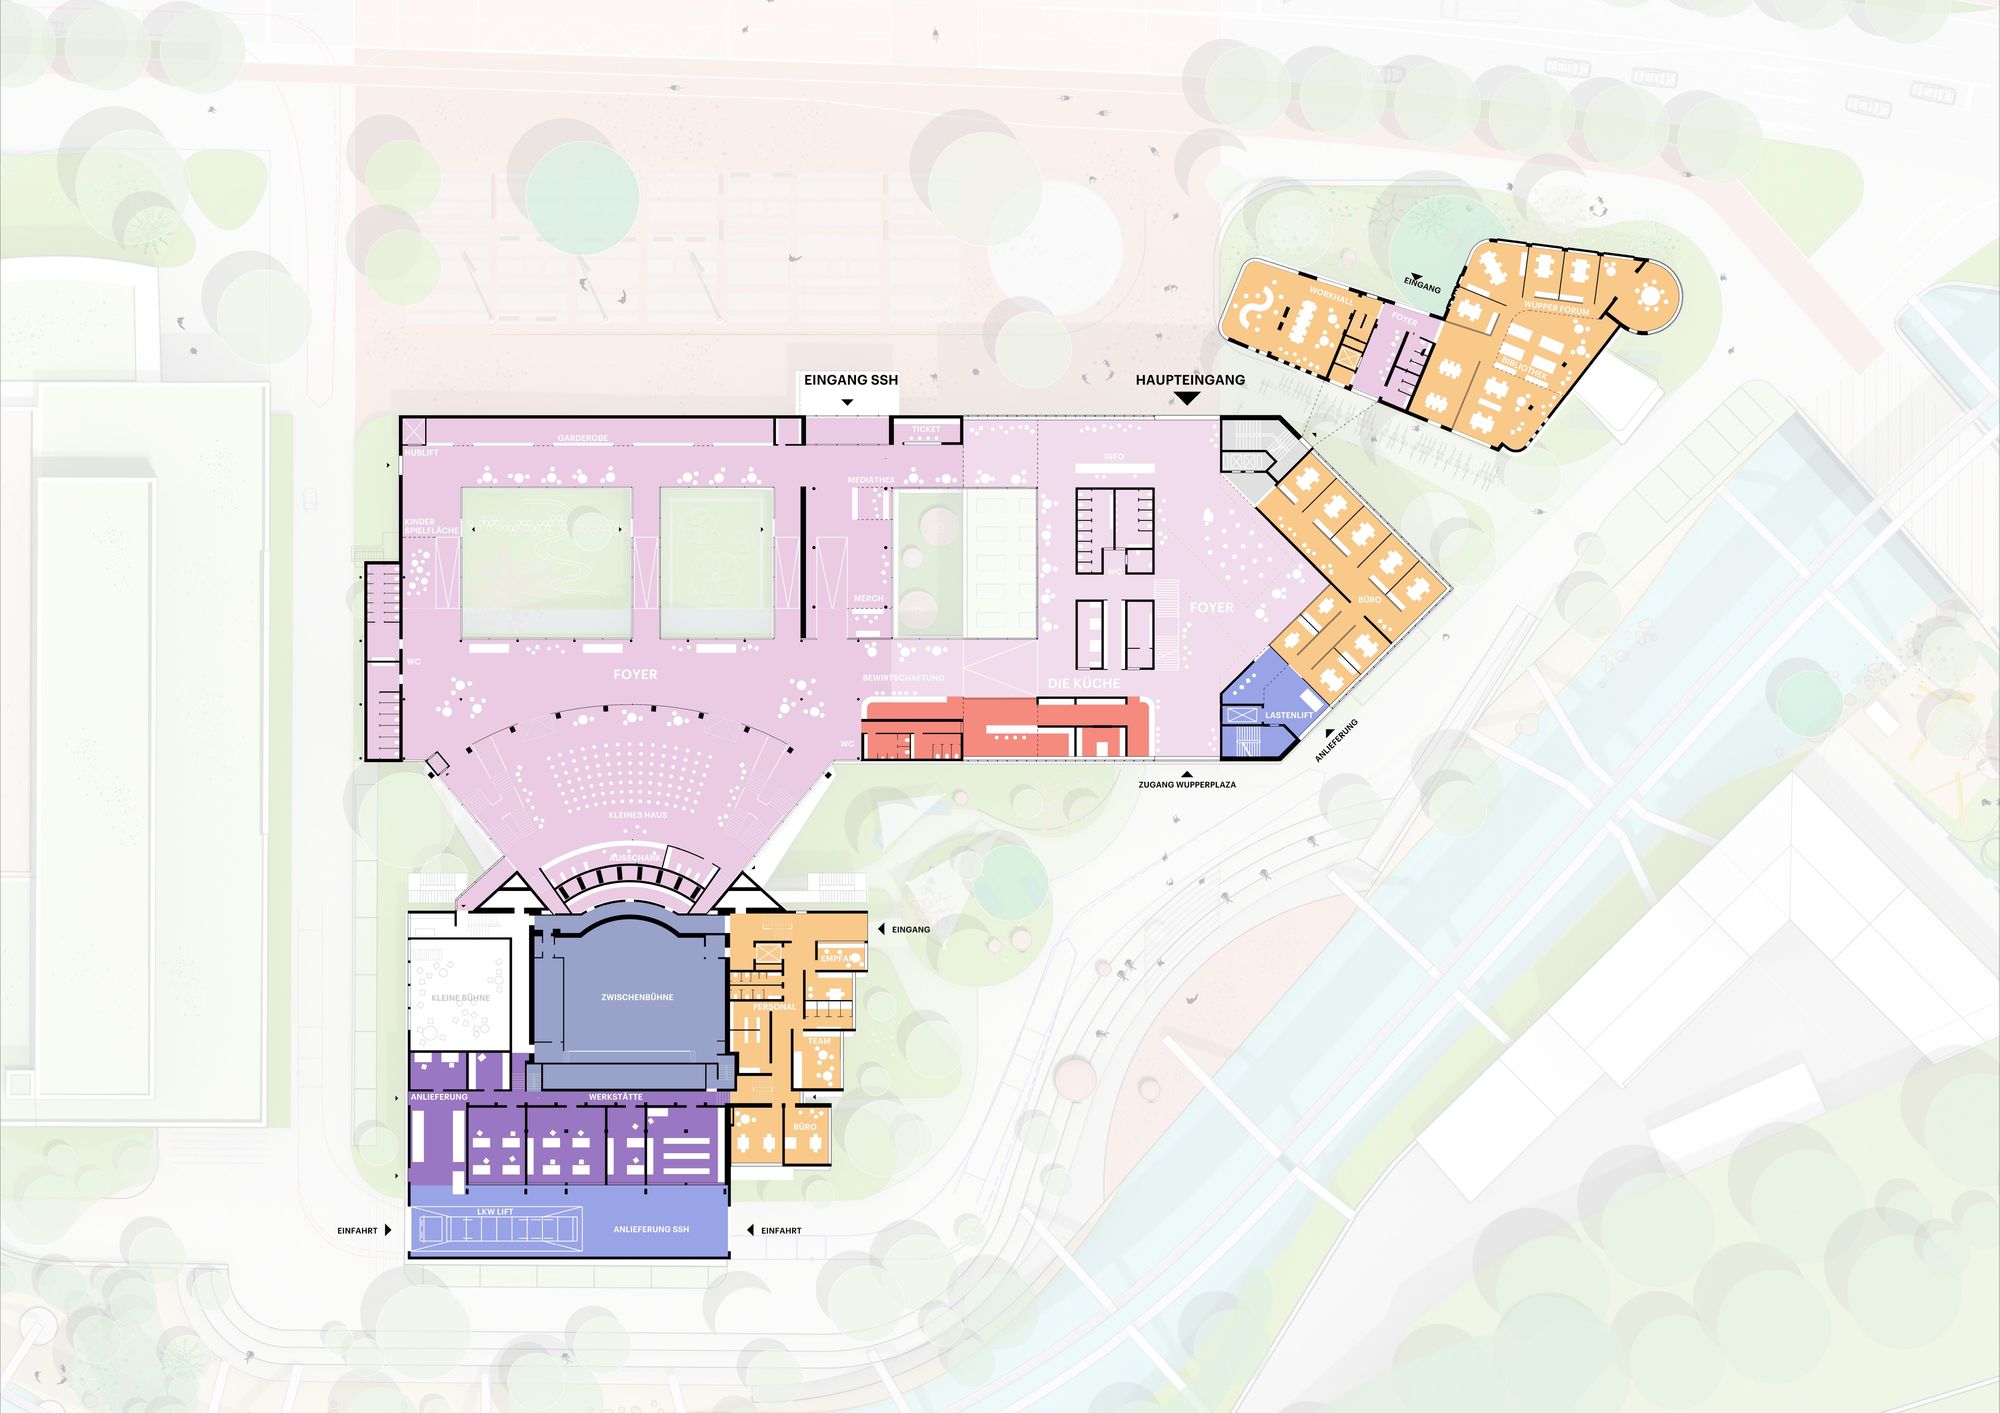 EINGANG
WORKHALL
FOYER
WUPPER FORUM
BIBLIOTHEK
EINGANG SSH
HAUPTEINGANG
GARDEROBE
TICKET
HUBLIFT
INFO
MEDIATHEK
KINDER
SPIELFLÄCHE
WC
MERCH
FOYER
BÜRO
WC
FOYER
BEWIRTSCHAFTUNG
DIE KÜCHE
LASTENLIFT
WC
ANLIEFERUNG
ZUGANG WUPPERPLAZA
KLEINES HAUS
AUSSCHANK
EINGANG
EMPFA
KLEINE BÜHNE
ZWISCHENBÜHNE
PERSONAL
TEAM
ANLIEFERUNG
WERKSTÄTTE
BÜRO
LKW LIFT
EINFAHRT
ANLIEFERUNG SSH
EINFAHRT